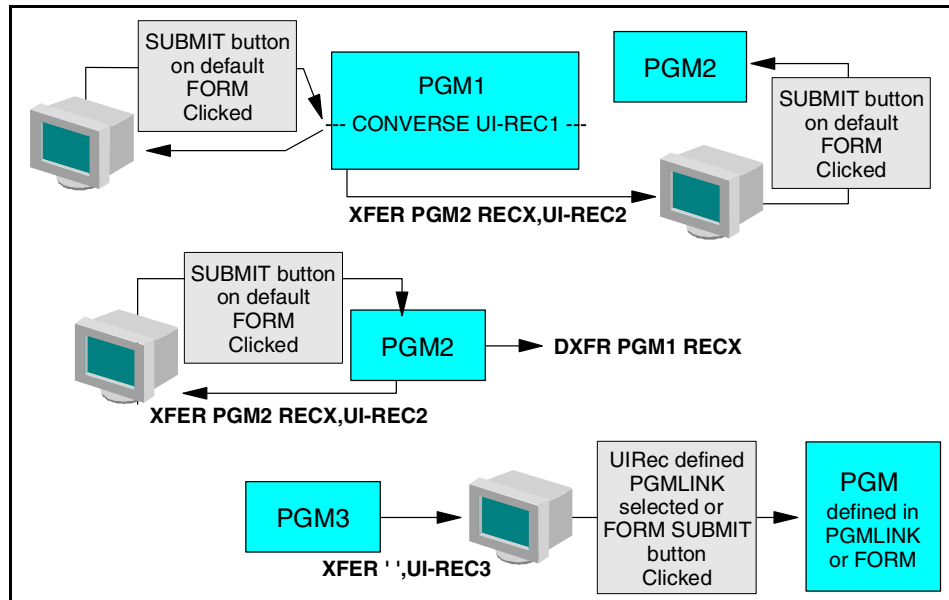 SUBMIT button
on default
FORM
Clicked
PGM1
CONVERSE UI-REC1
PGM2
SUBMIT button
on default
FORM
Clicked
XFER PGM2 RECX,UI-REC2
SUBMIT button
on default
FORM
Clicked
PGM2
DXFR PGM1 RECX
XFER PGM2 RECX,UI-REC2
PGM3
XFER ' ',UI-REC3
UIRec defined
PGMLINK
selected or
FORM SUBMIT
button
Clicked
PGM
defined in
PGMLINK
or FORM